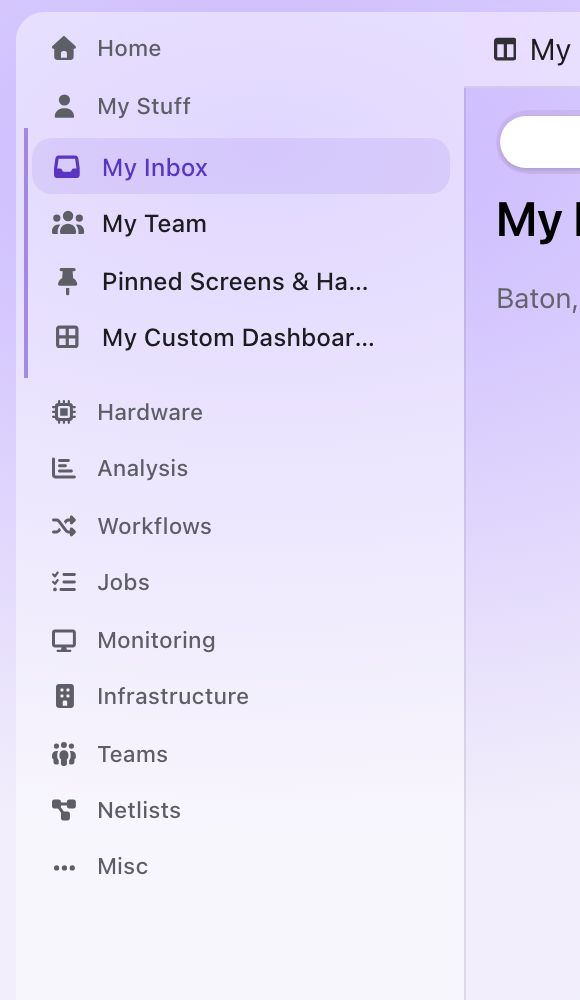 Home
My Stuff
My Inbox
My Team
Pinned Screens & Ha...
My Custom Dashboar...
Hardware
Analysis
Workflows
Jobs
Monitoring
Infrastructure
Teams
Netlists
Misc
My
My
Baton,